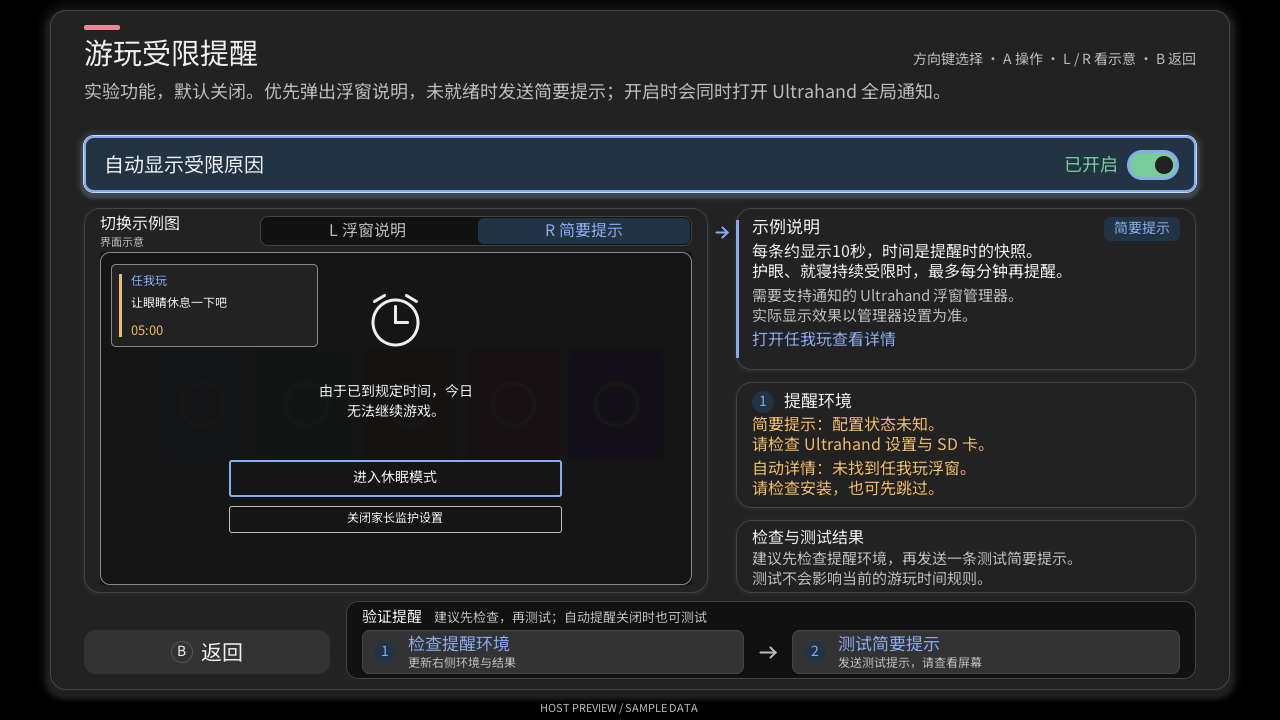 游玩受限提醒
方向键选择 · A 操作 · L / R 看示意 · B 返回
实验功能，默认关闭。优先弹出浮窗说明，未就绪时发送简要提示；开启时会同时打开 Ultrahand 全局通知。
自动显示受限原因
已开启
切换示例图
界面示意
L 浮窗说明
R 简要提示
任我玩
让眼睛休息一下吧
05:00
由于已到规定时间，今日
无法继续游戏。
进入休眠模式
关闭家长监护设置
示例说明
简要提示
每条约显示10秒，时间是提醒时的快照。
护眼、就寝持续受限时，最多每分钟再提醒。
需要支持通知的 Ultrahand 浮窗管理器。
实际显示效果以管理器设置为准。
打开任我玩查看详情
1 提醒环境
简要提示：配置状态未知。
请检查 Ultrahand 设置与 SD 卡。
自动详情：未找到任我玩浮窗。
请检查安装，也可先跳过。
检查与测试结果
建议先检查提醒环境，再发送一条测试简要提示。
测试不会影响当前的游玩时间规则。
B 返回
验证提醒 建议先检查，再测试；自动提醒关闭时也可测试
1 检查提醒环境
更新右侧环境与结果
2 测试简要提示
发送测试提示，请查看屏幕
HOST PREVIEW / SAMPLE DATA